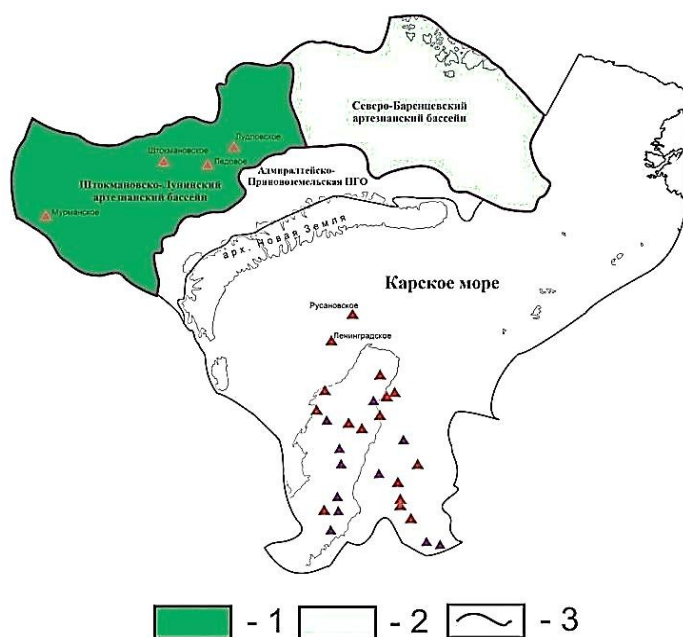 Северо-Баренцевский
артезианский бассейн
Лудловское
Штокмановское
Ледовое
Адмиралтейско-
Приновоземельская ПГО
Штокмановско-Лунинский
артезианский бассейн
Мурманское
арх. Новая Земля
Карское море
Русановское
Ленинградское
- 1
- 2
- 3